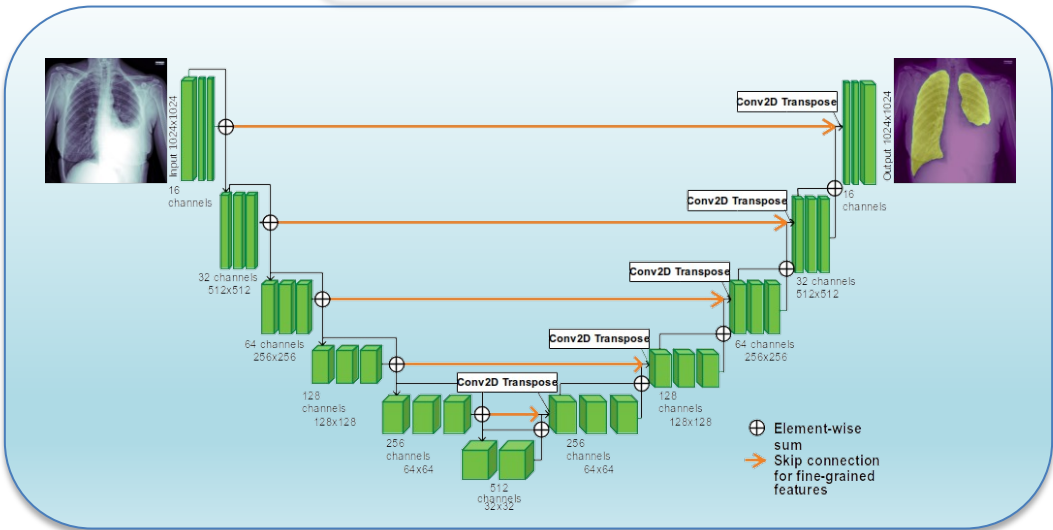 Input 1024x1024
16
channels
32 channels
512x512
64 channels
256x256
128
channels
128x128
256
channels
64x64
512
channels
32x32
Conv2D Transpose
256
channels
64x64
Conv2D Transpose
128
channels
128x128
Conv2D Transpose
64 channels
256x256
Conv2D Transpose
32 channels
512x512
Conv2D Transpose
16
channels
Output 1024x1024
Element-wise
sum
Skip connection
for fine-grained
features